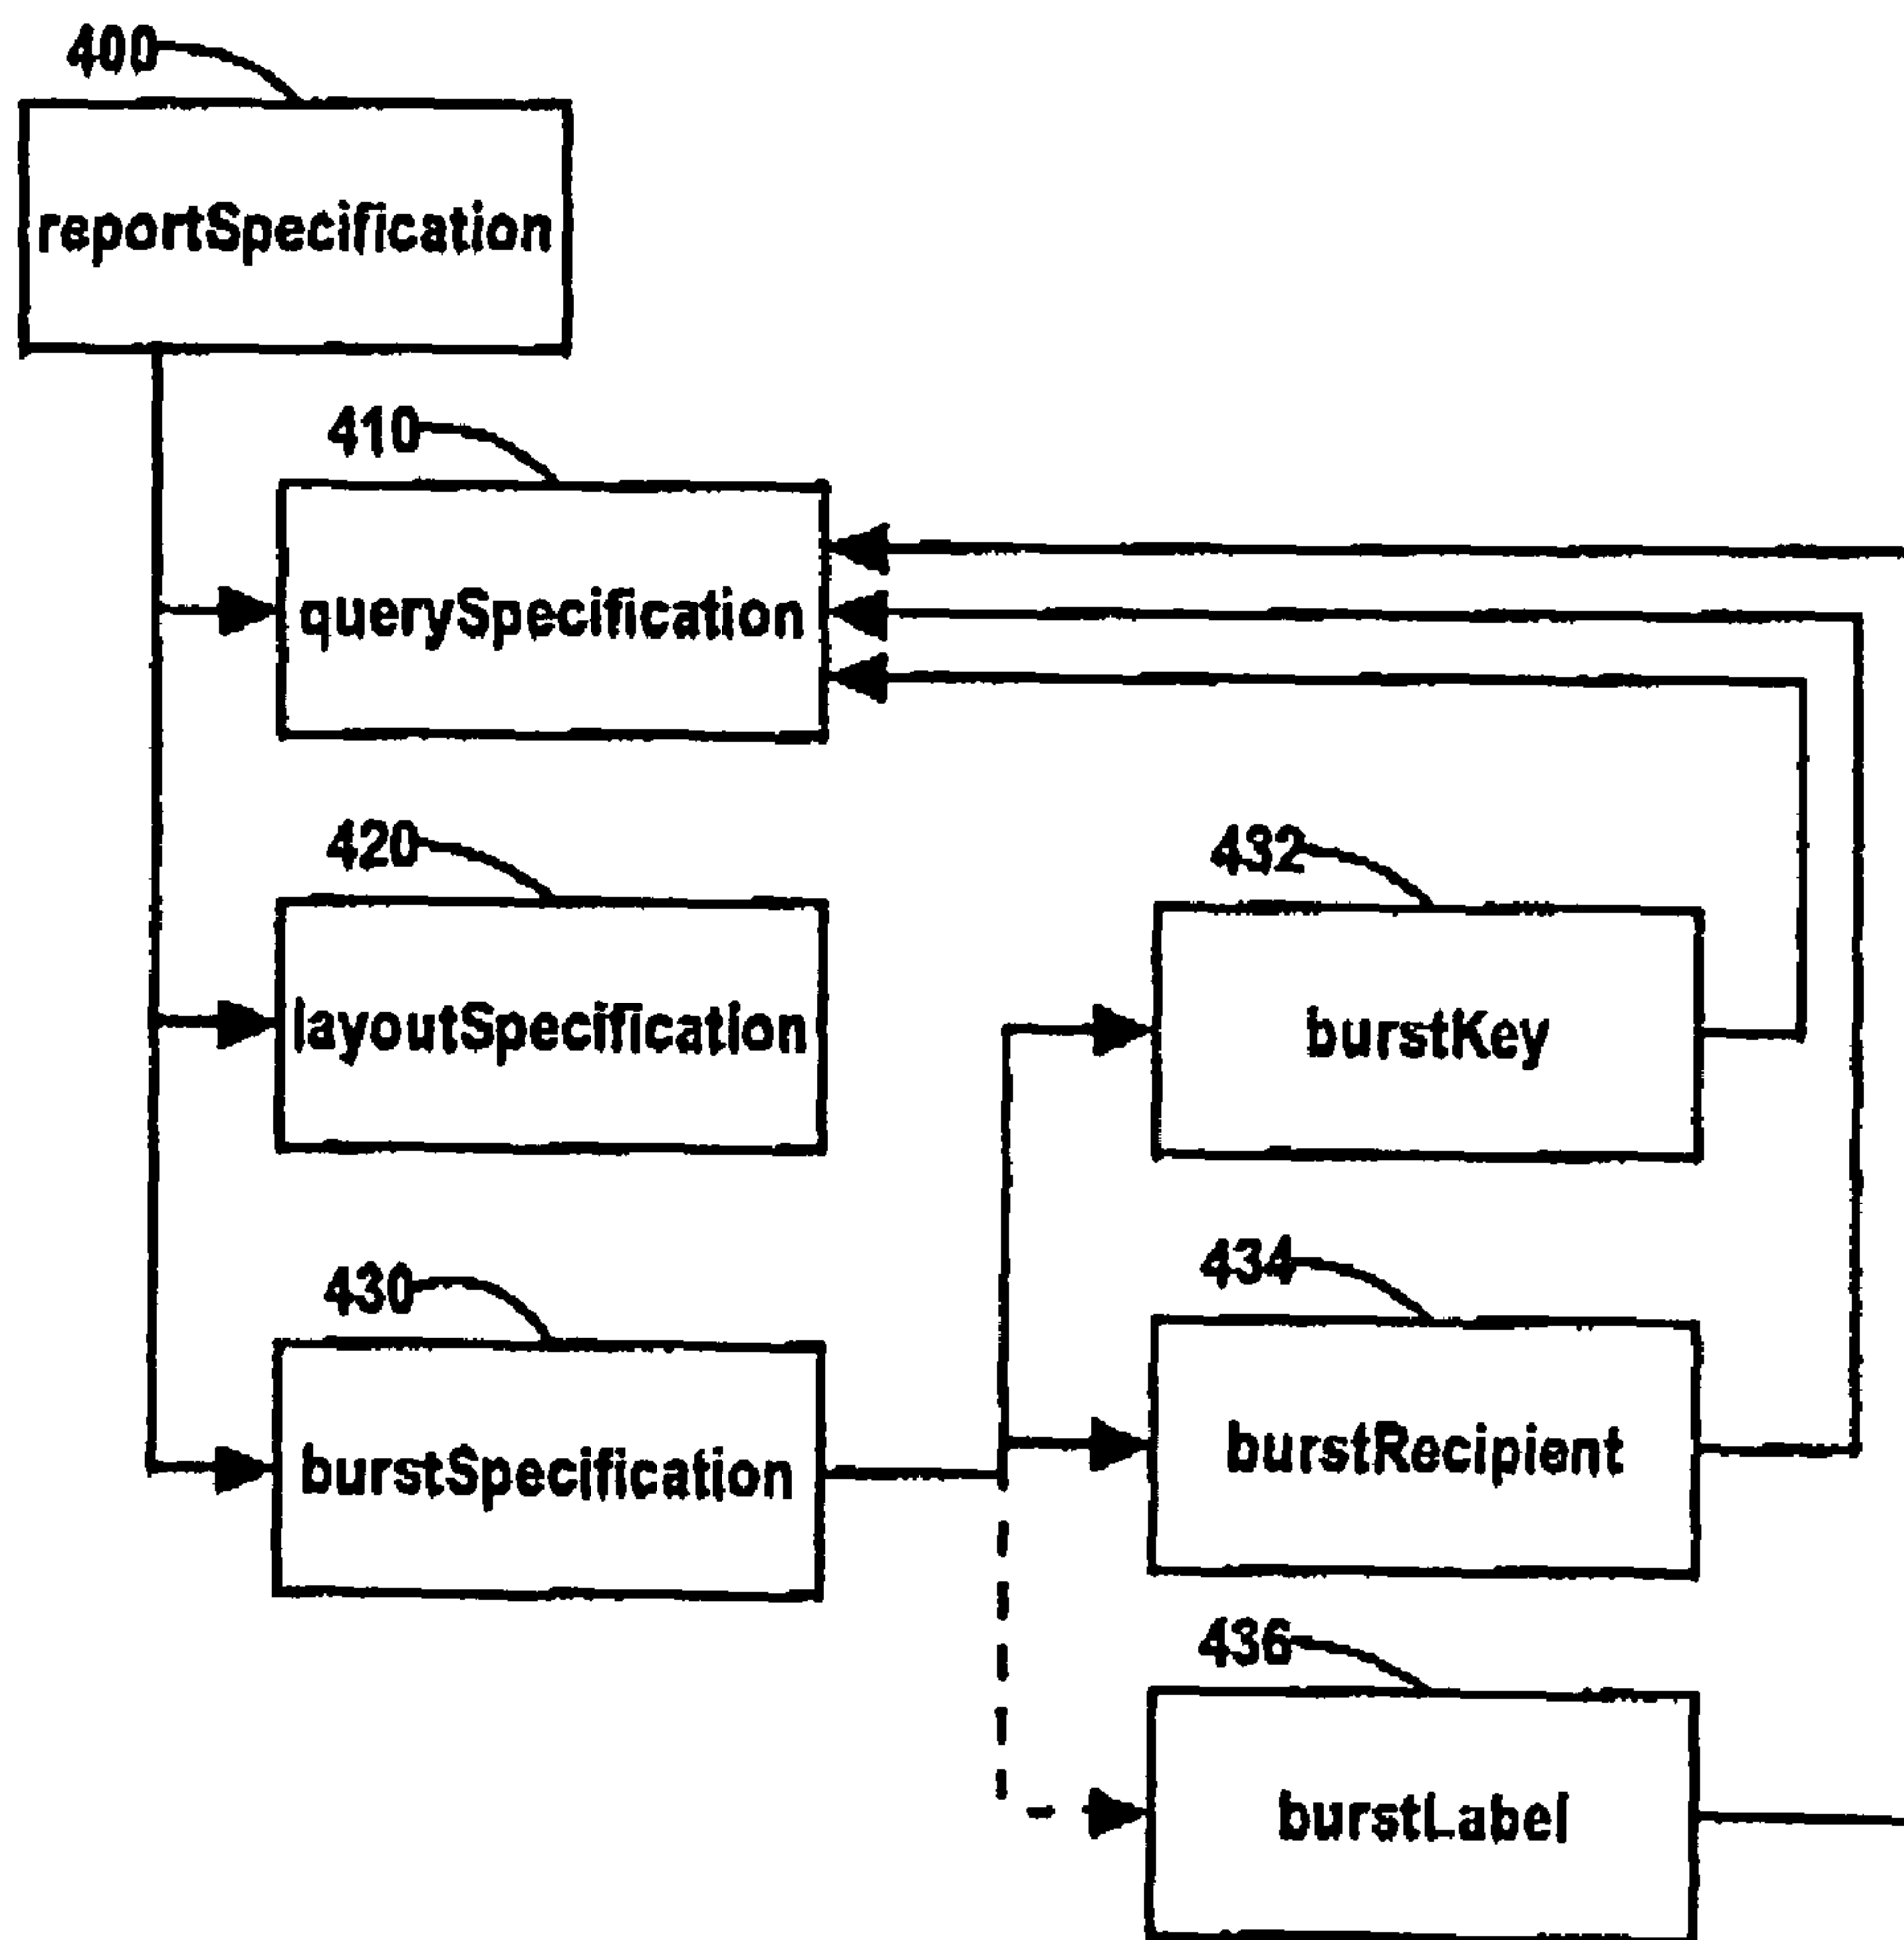 400
reportSpecification
410
querySpecification
420
432
layoutSpecification
burstKey
430
434
burstSpecification
burstRecipient
436
burstLabel